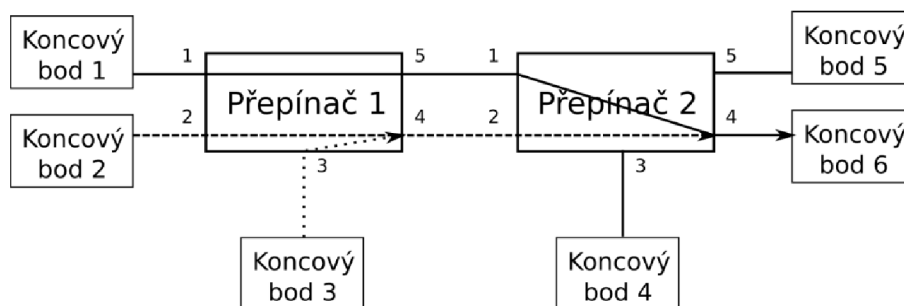 Koncový
bod 1
1
5
1
5
Koncový
bod 5
Přepínač 1
Přepínač 2
Koncový
bod 2
2
4
2
4
Koncový
bod 6
3
3
Koncový
bod 3
Koncový
bod 4